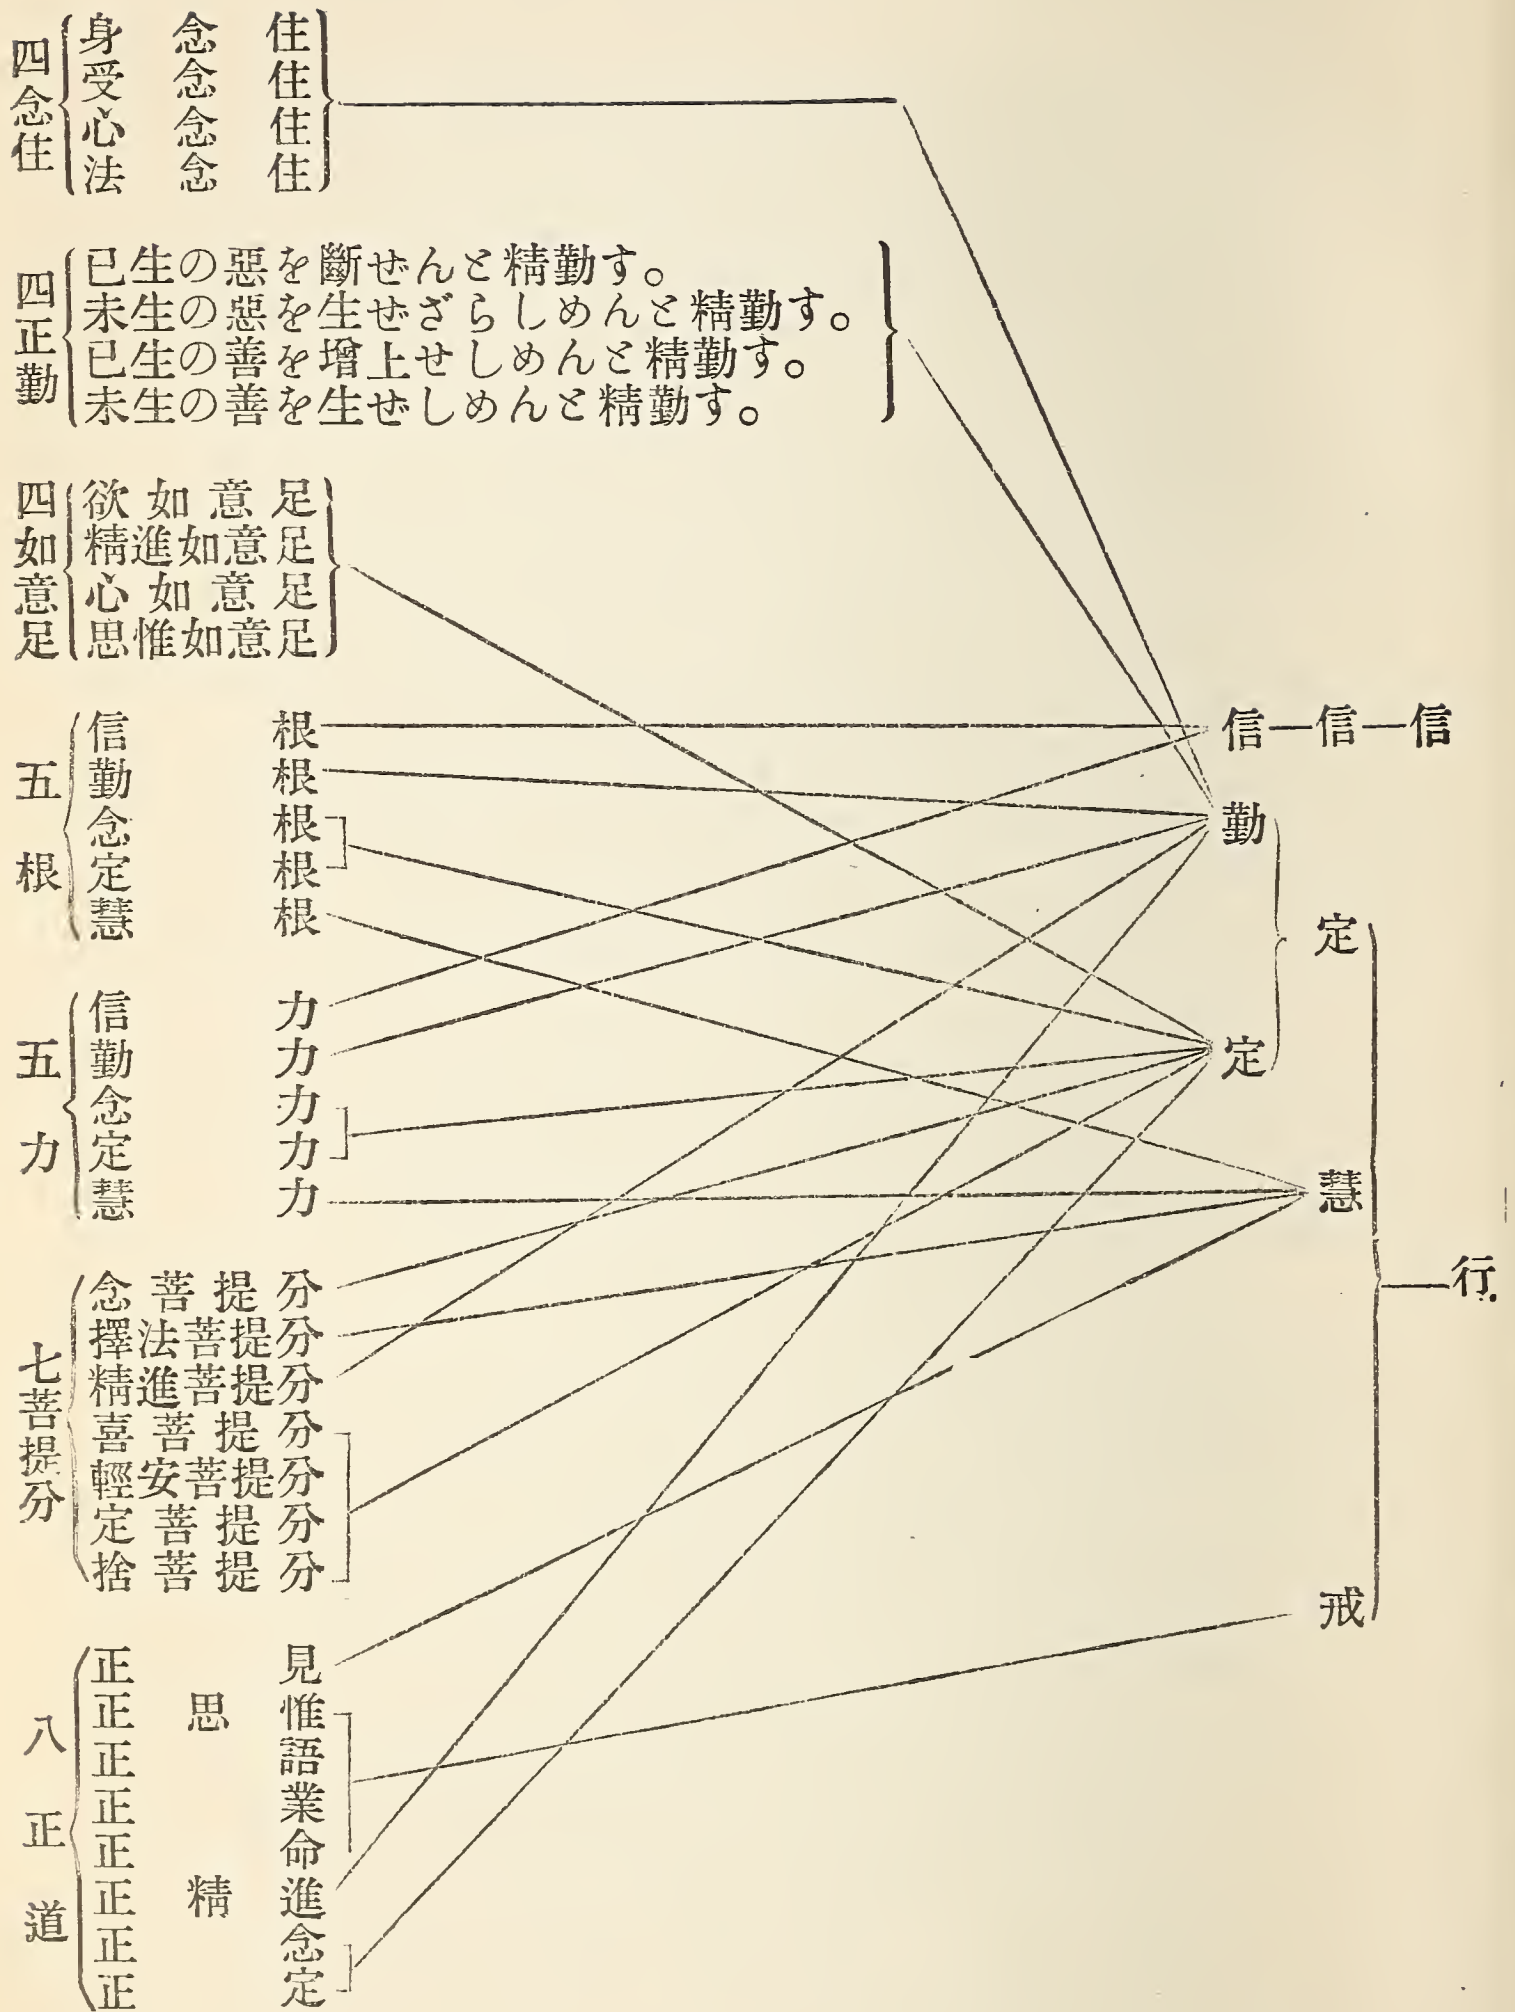 四念住
身念住
受念住
心念住
法念住
四正勤
已生の惡を斷ぜんと精勤す。
未生の惡を生ぜざらしめんと精勤す。
已生の善を增上せしめんと精勤す。
未生の善を生ぜしめんと精勤す。
四如意足
欲如意足
精進如意足
心如意足
思惟如意足
五根
信根
勤根
念根
定根
慧根
五力
信力
勤力
念力
定力
慧力
七菩提分
念菩提分
擇法菩提分
精進菩提分
喜菩提分
輕安菩提分
定菩提分
捨菩提分
八正道
正見
正思惟
正語
正業
正命
正精進
正念
正定
信—信—信
勤
定
定
慧
戒
行